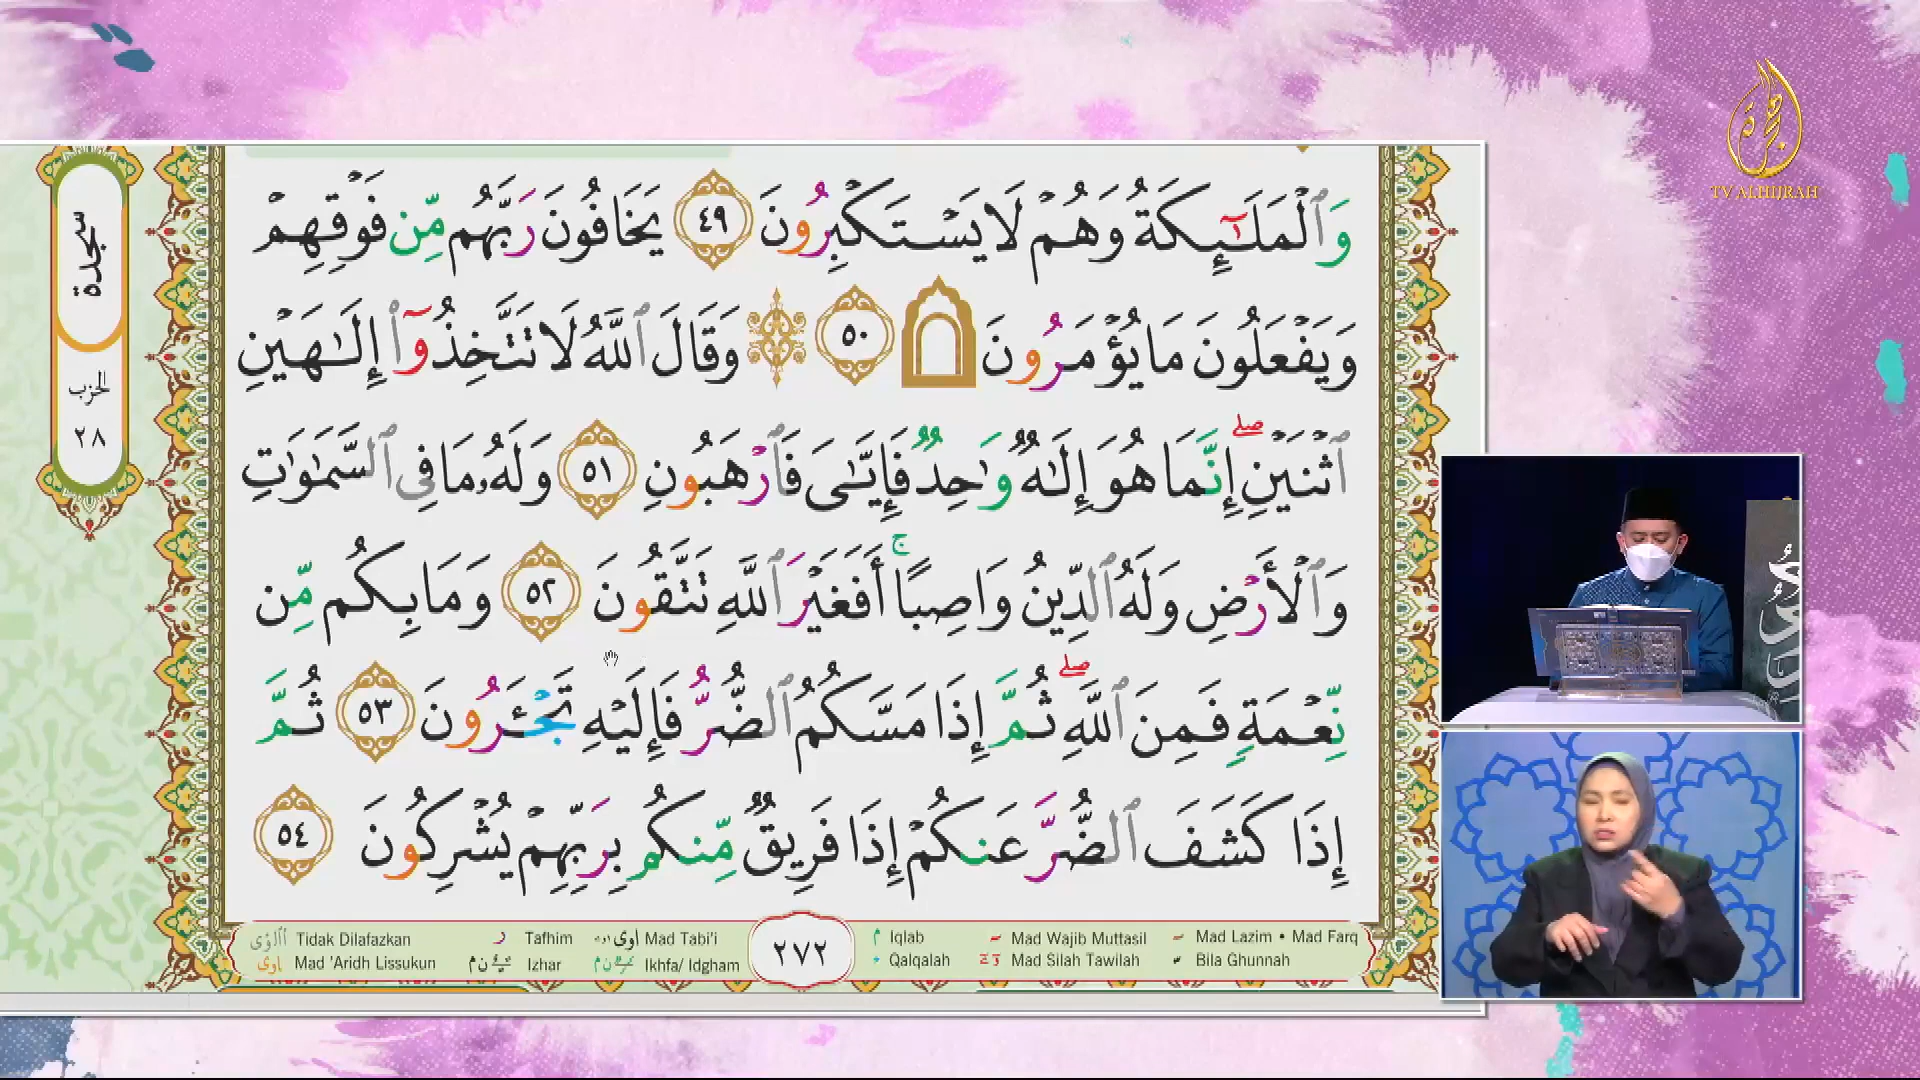 TV ALHIJRAH
سجدة
الحزب
٢٨
وَٱلْمَلَـٰٓئِكَةُ وَهُمْ لَا يَسْتَكْبِرُونَ ٤٩ يَخَافُونَ رَبَّهُم مِّن فَوْقِهِمْ
وَيَفْعَلُونَ مَا يُؤْمَرُونَ ۩ ٥٠ ۞ وَقَالَ ٱللَّهُ لَا تَتَّخِذُوٓا۟ إِلَـٰهَيْنِ
ٱثْنَيْنِ ۖ إِنَّمَا هُوَ إِلَـٰهٌ وَٰحِدٌ فَإِيَّـٰىَ فَٱرْهَبُونِ ٥١ وَلَهُۥ مَا فِى ٱلسَّمَـٰوَٰتِ
وَٱلْأَرْضِ وَلَهُ ٱلدِّينُ وَاصِبًا ۚ أَفَغَيْرَ ٱللَّهِ تَتَّقُونَ ٥٢ وَمَا بِكُم مِّن
نِّعْمَةٍ فَمِنَ ٱللَّهِ ۖ ثُمَّ إِذَا مَسَّكُمُ ٱلضُّرُّ فَإِلَيْهِ تَجْـَٔرُونَ ٥٣ ثُمَّ
إِذَا كَشَفَ ٱلضُّرَّ عَنكُمْ إِذَا فَرِيقٌ مِّنكُم بِرَبِّهِمْ يُشْرِكُونَ ٥٤
Tidak Dilafazkan
Tafhim
Mad Tabi'i
٢٧٢
Iqlab
Mad Wajib Muttasil
Mad Lazim • Mad Farq
Mad 'Aridh Lissukun
Izhar
Ikhfa/ Idgham
Qalqalah
Mad Silah Tawilah
Bila Ghunnah